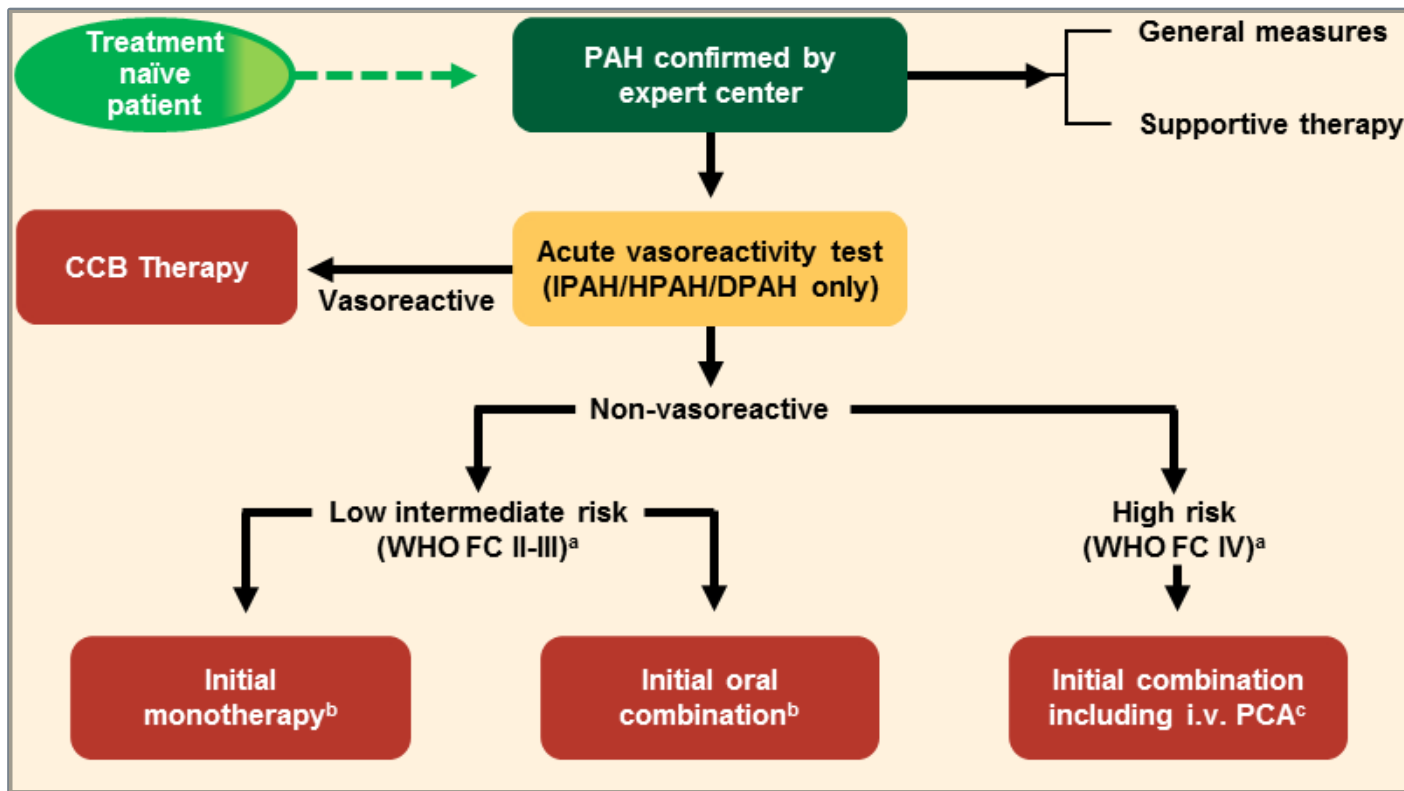 Treatment
naïve
patient
PAH confirmed by
expert center
General measures
Supportive therapy
CCB Therapy
Vasoreactive
Acute vasoreactivity test
(IPAH/HPAH/DPAH only)
Non-vasoreactive
Low intermediate risk
(WHO FC II-III)ᵃ
High risk
(WHO FC IV)ᵃ
Initial
monotherapyᵇ
Initial oral
combinationᵇ
Initial combination
including i.v. PCAᶜ